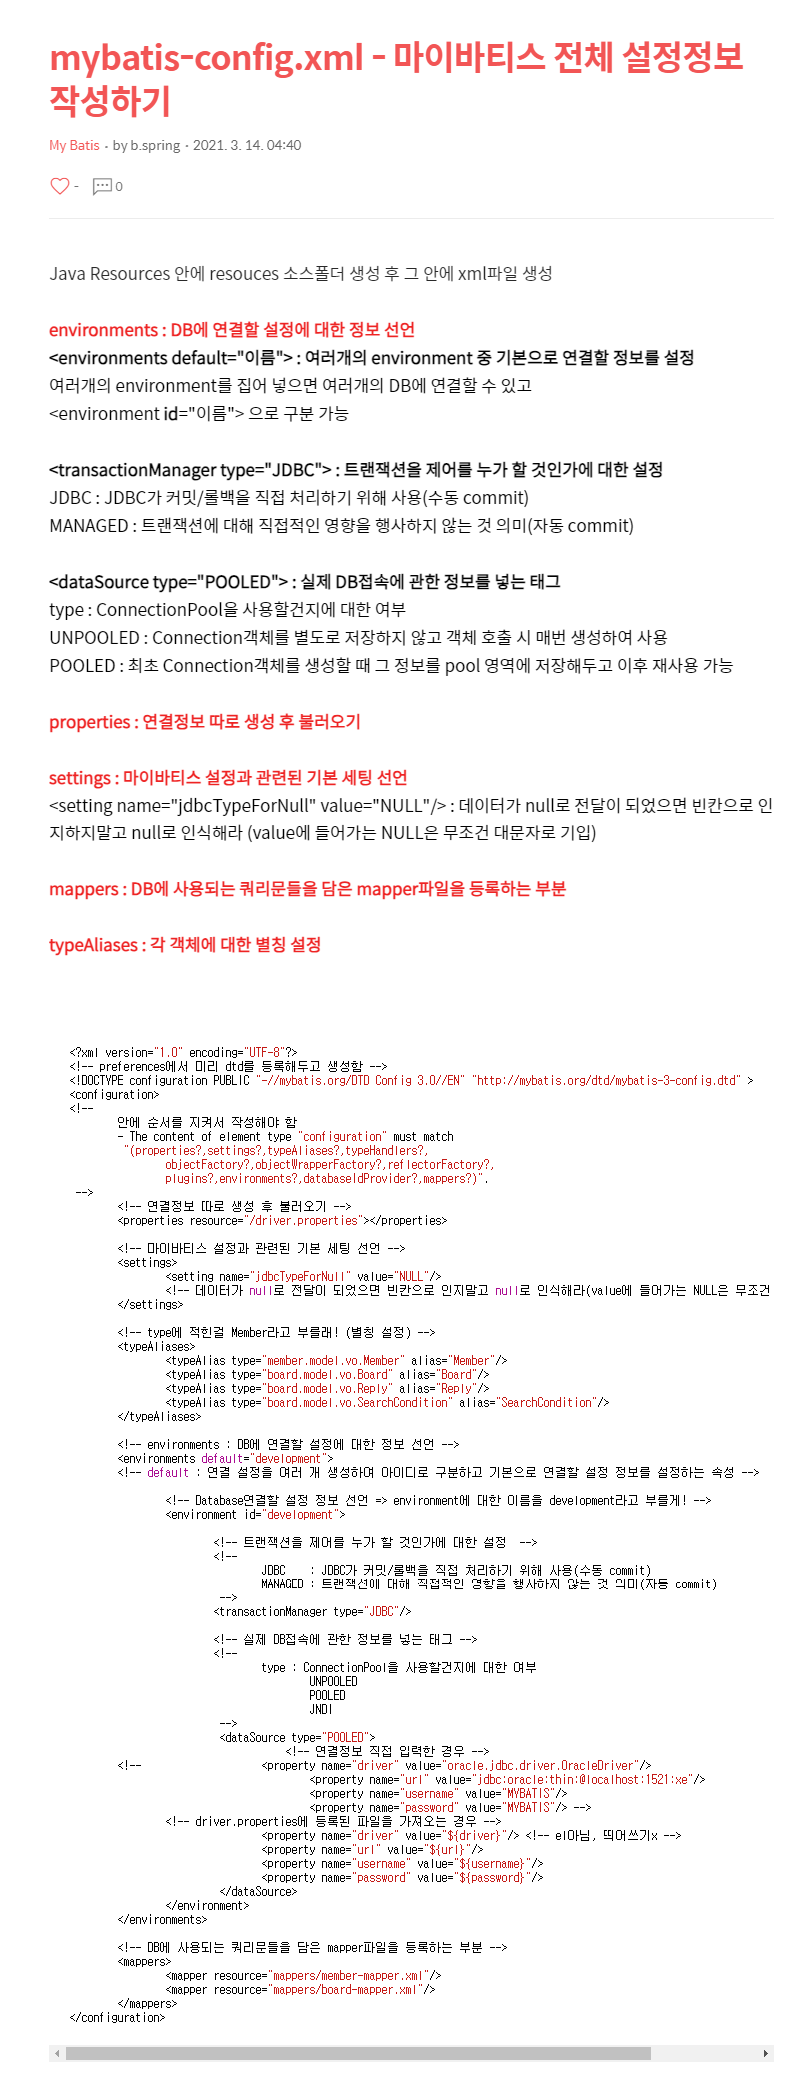 mybatis-config.xml - 마이바티스 전체 설정정보
작성하기
My Batis · by b.spring · 2021. 3. 14. 04:40
- 0
Java Resources 안에 resouces 소스폴더 생성 후 그 안에 xml파일 생성
environments : DB에 연결할 설정에 대한 정보 선언
<environments default="이름"> : 여러개의 environment 중 기본으로 연결할 정보를 설정
여러개의 environment를 집어 넣으면 여러개의 DB에 연결할 수 있고
<environment id="이름"> 으로 구분 가능
<transactionManager type="JDBC"> : 트랜잭션을 제어를 누가 할 것인가에 대한 설정
JDBC : JDBC가 커밋/롤백을 직접 처리하기 위해 사용(수동 commit)
MANAGED : 트랜잭션에 대해 직접적인 영향을 행사하지 않는 것 의미(자동 commit)
<dataSource type="POOLED"> : 실제 DB접속에 관한 정보를 넣는 태그
type : ConnectionPool을 사용할건지에 대한 여부
UNPOOLED : Connection객체를 별도로 저장하지 않고 객체 호출 시 매번 생성하여 사용
POOLED : 최초 Connection객체를 생성할 때 그 정보를 pool 영역에 저장해두고 이후 재사용 가능
properties : 연결정보 따로 생성 후 불러오기
settings : 마이바티스 설정과 관련된 기본 세팅 선언
<setting name="jdbcTypeForNull" value="NULL"/> : 데이터가 null로 전달이 되었으면 빈칸으로 인
지하지말고 null로 인식해라 (value에 들어가는 NULL은 무조건 대문자로 기입)
mappers : DB에 사용되는 쿼리문들을 담은 mapper파일을 등록하는 부분
typeAliases : 각 객체에 대한 별칭 설정
<?xml version="1.0" encoding="UTF-8"?>
<!-- preferences에서 미리 dtd를 등록해두고 생성함 -->
<!DOCTYPE configuration PUBLIC "-//mybatis.org/DTD Config 3.0//EN" "http://mybatis.org/dtd/mybatis-3-config.dtd" >
<configuration>
<!--
안에 순서를 지켜서 작성해야 함
- The content of element type "configuration" must match
"(properties?,settings?,typeAliases?,typeHandlers?,
objectFactory?,objectWrapperFactory?,reflectorFactory?,
plugins?,environments?,databaseIdProvider?,mappers?)".
-->
<!-- 연결정보 따로 생성 후 불러오기 -->
<properties resource="/driver.properties"></properties>
<!-- 마이바티스 설정과 관련된 기본 세팅 선언 -->
<settings>
<setting name="jdbcTypeForNull" value="NULL"/>
<!-- 데이터가 null로 전달이 되었으면 빈칸으로 인지말고 null로 인식해라(value에 들어가는 NULL은 무조건
</settings>
<!-- type에 적힌걸 Member라고 부를래! (별칭 설정) -->
<typeAliases>
<typeAlias type="member.model.vo.Member" alias="Member"/>
<typeAlias type="board.model.vo.Board" alias="Board"/>
<typeAlias type="board.model.vo.Reply" alias="Reply"/>
<typeAlias type="board.model.vo.SearchCondition" alias="SearchCondition"/>
</typeAliases>
<!-- environments : DB에 연결할 설정에 대한 정보 선언 -->
<environments default="development">
<!-- default : 연결 설정을 여러 개 생성하여 아이디로 구분하고 기본으로 연결할 설정 정보를 설정하는 속성 -->
<!-- Database연결할 설정 정보 선언 => environment에 대한 이름을 development라고 부를게! -->
<environment id="development">
<!-- 트랜잭션을 제어를 누가 할 것인가에 대한 설정 -->
<!--
JDBC : JDBC가 커밋/롤백을 직접 처리하기 위해 사용(수동 commit)
MANAGED : 트랜잭션에 대해 직접적인 영향을 행사하지 않는 것 의미(자동 commit)
-->
<transactionManager type="JDBC"/>
<!-- 실제 DB접속에 관한 정보를 넣는 태그 -->
<!--
type : ConnectionPool을 사용할건지에 대한 여부
UNPOOLED
POOLED
JNDI
-->
<dataSource type="POOLED">
<!-- 연결정보 직접 입력한 경우 -->
<!-- <property name="driver" value="oracle.jdbc.driver.OracleDriver"/>
<property name="url" value="jdbc:oracle:thin:@localhost:1521:xe"/>
<property name="username" value="MYBATIS"/>
<property name="password" value="MYBATIS"/> -->
<!-- driver.properties에 등록된 파일을 가져오는 경우 -->
<property name="driver" value="${driver}"/> <!-- el아님, 띄어쓰기x -->
<property name="url" value="${url}"/>
<property name="username" value="${username}"/>
<property name="password" value="${password}"/>
</dataSource>
</environment>
</environments>
<!-- DB에 사용되는 쿼리문들을 담은 mapper파일을 등록하는 부분 -->
<mappers>
<mapper resource="mappers/member-mapper.xml"/>
<mapper resource="mappers/board-mapper.xml"/>
</mappers>
</configuration>